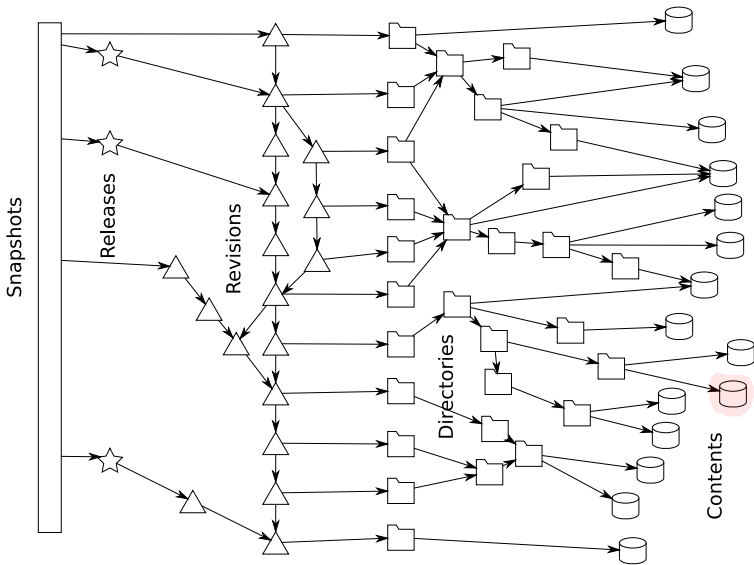 Snapshots
Releases
Revisions
Directories
Contents